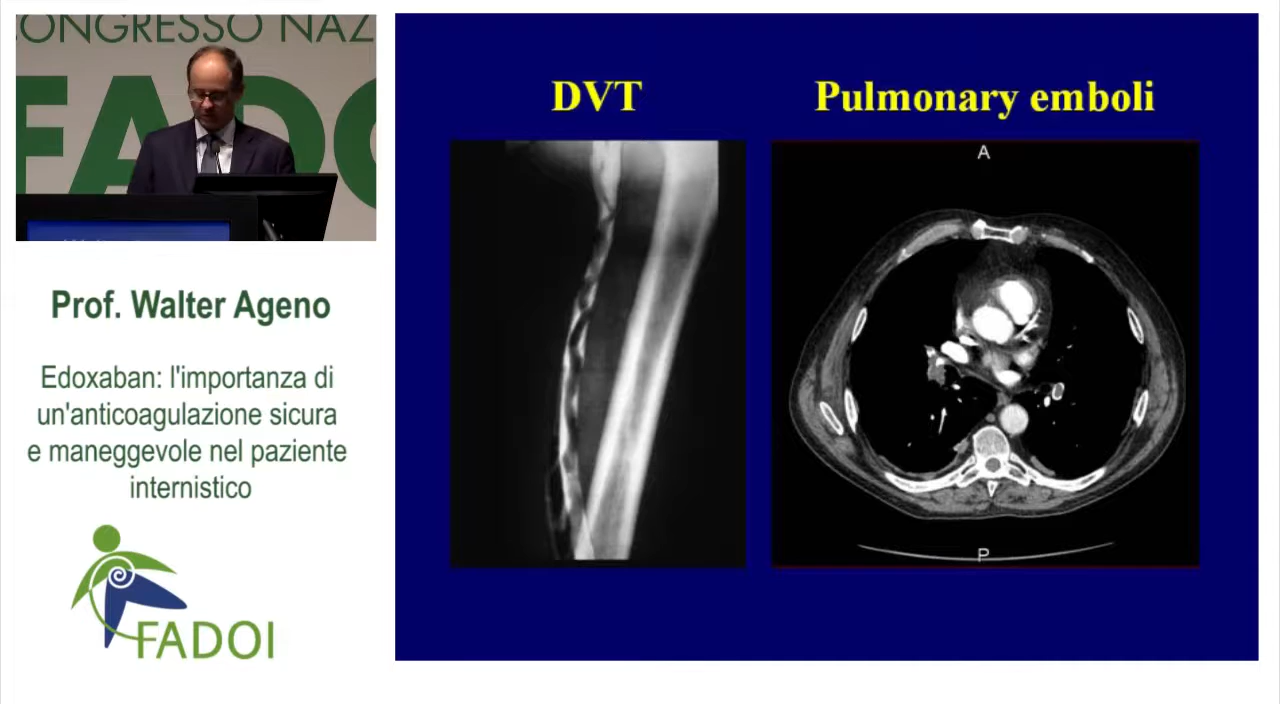 CONGRESSO NAZ
FADO
Prof. Walter Ageno
Edoxaban: l'importanza di
un'anticoagulazione sicura
e maneggevole nel paziente
internistico
FADOI
DVT
Pulmonary emboli
A
P